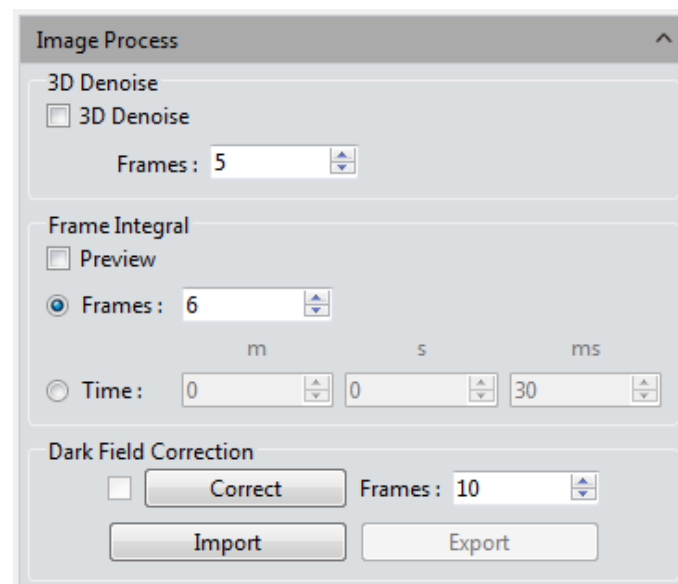 Image Process
3D Denoise
3D Denoise
Frames : 5
Frame Integral
Preview
Frames : 6
m s ms
Time : 0 0 30
Dark Field Correction
Correct Frames : 10
Import Export